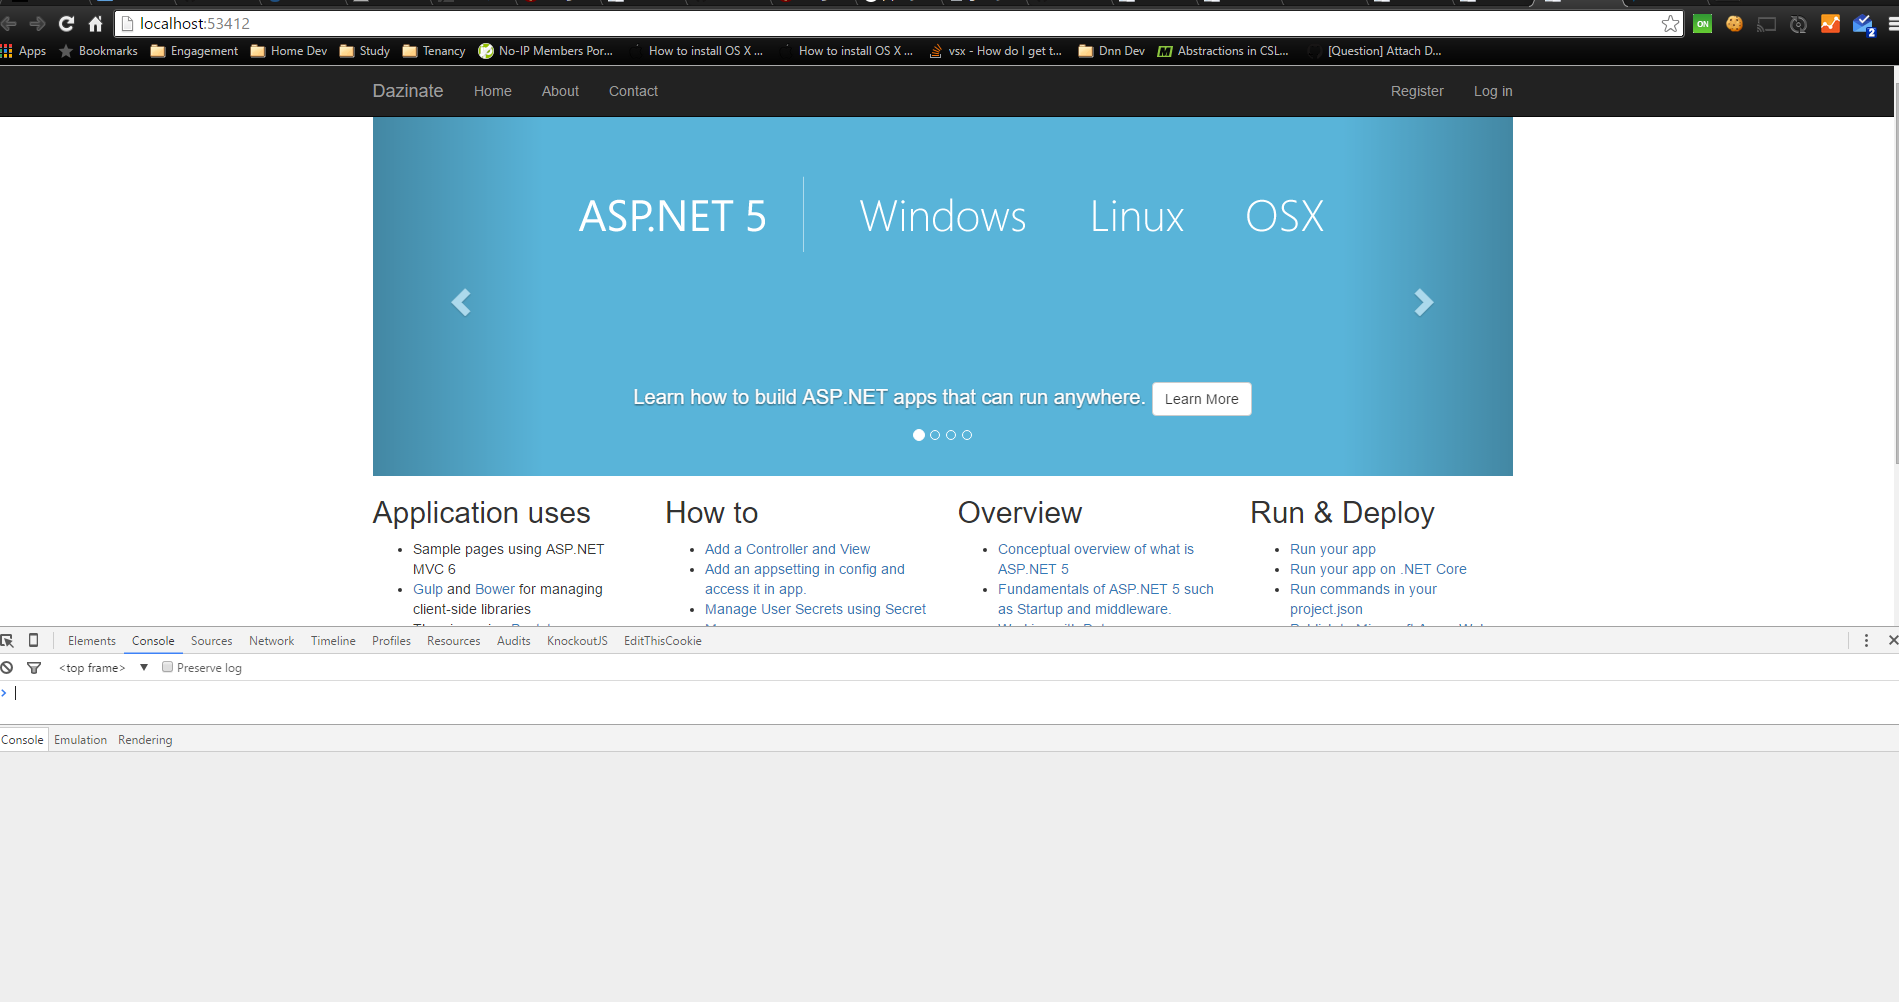 localhost:53412
ON
2
Apps Bookmarks Engagement Home Dev Study Tenancy No-IP Members Por... How to install OS X ... How to install OS X ... vsx - How do I get t... Dnn Dev Abstractions in CSL... [Question] Attach D...
Dazinate Home About Contact Register Log in
ASP.NET 5 Windows Linux OSX
Learn how to build ASP.NET apps that can run anywhere. Learn More
Application uses
Sample pages using ASP.NET
MVC 6
Gulp and Bower for managing
client-side libraries
How to
Add a Controller and View
Add an appsetting in config and
access it in app.
Manage User Secrets using Secret
Overview
Conceptual overview of what is
ASP.NET 5
Fundamentals of ASP.NET 5 such
as Startup and middleware.
Run & Deploy
Run your app
Run your app on .NET Core
Run commands in your
project.json
Elements Console Sources Network Timeline Profiles Resources Audits KnockoutJS EditThisCookie
<top frame> Preserve log
Console Emulation Rendering